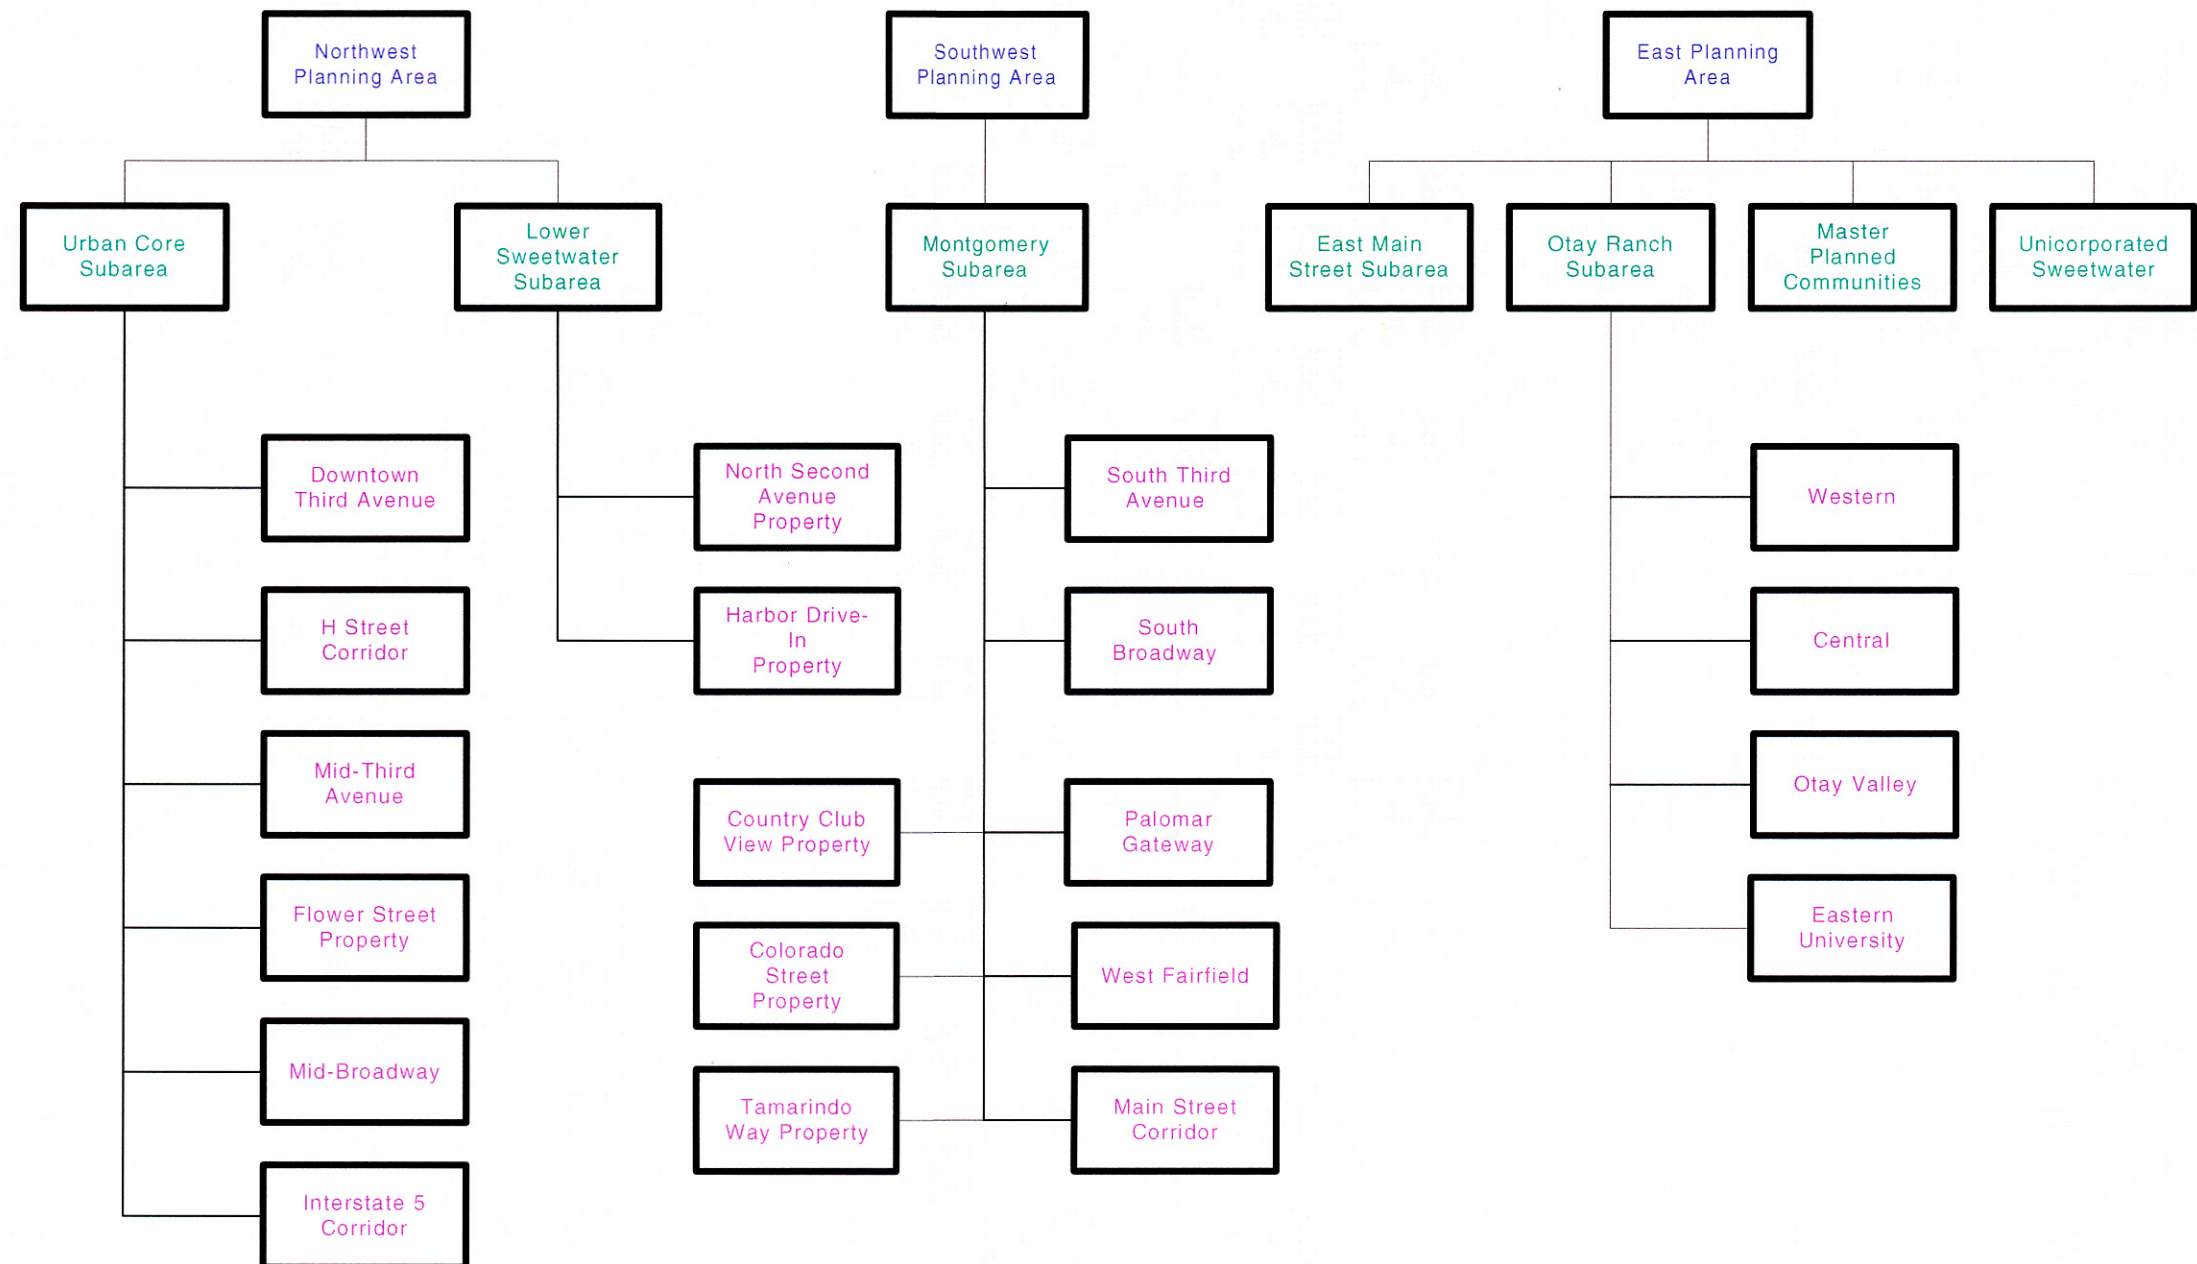 Northwest
Planning Area
Southwest
Planning Area
East Planning
Area
Urban Core
Subarea
Lower
Sweetwater
Subarea
Montgomery
Subarea
East Main
Street Subarea
Otay Ranch
Subarea
Master
Planned
Communities
Unicorporated
Sweetwater
Downtown
Third Avenue
H Street
Corridor
Mid-Third
Avenue
Flower Street
Property
Mid-Broadway
Interstate 5
Corridor
North Second
Avenue
Property
Harbor Drive-
In
Property
South Third
Avenue
South
Broadway
Country Club
View Property
Palomar
Gateway
Colorado
Street
Property
West Fairfield
Tamarindo
Way Property
Main Street
Corridor
Western
Central
Otay Valley
Eastern
University